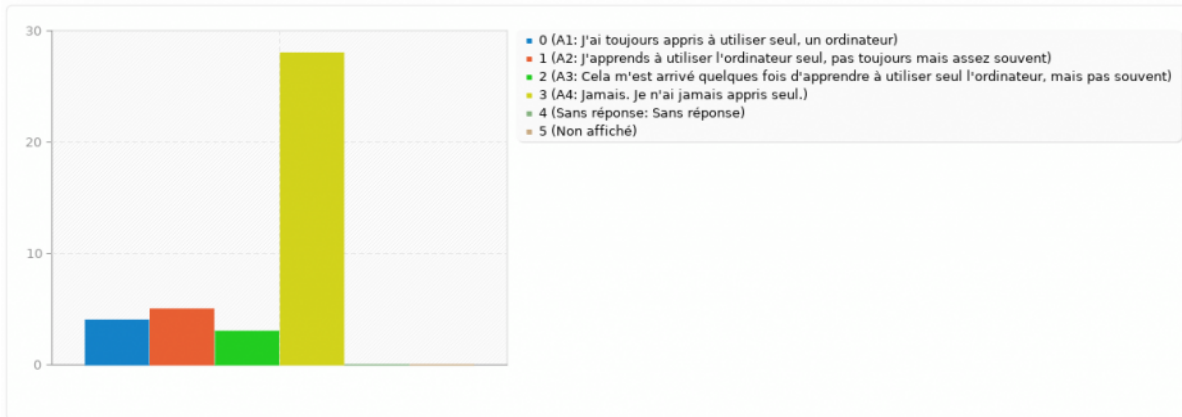 30
20
10
0
0 (A1: J'ai toujours appris à utiliser seul, un ordinateur)
1 (A2: J'apprends à utiliser l'ordinateur seul, pas toujours mais assez souvent)
2 (A3: Cela m'est arrivé quelques fois d'apprendre à utiliser seul l'ordinateur, mais pas souvent)
3 (A4: Jamais. Je n'ai jamais appris seul.)
4 (Sans réponse: Sans réponse)
5 (Non affiché)